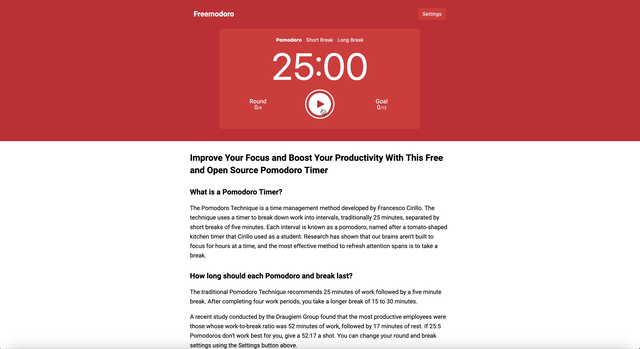 Freemodoro
Settings
Pomodoro Short Break Long Break
25:00
Round
0/4
Goal
0/12
Improve Your Focus and Boost Your Productivity With This Free
and Open Source Pomodoro Timer
What is a Pomodoro Timer?
The Pomodoro Technique is a time management method developed by Francesco Cirillo. The
technique uses a timer to break down work into intervals, traditionally 25 minutes, separated by
short breaks of five minutes. Each interval is known as a pomodoro, named after a tomato-shaped
kitchen timer that Cirillo used as a student. Research has shown that our brains aren't built to
focus for hours at a time, and the most effective method to refresh attention spans is to take a
break.
How long should each Pomodoro and break last?
The traditional Pomodoro Technique recommends 25 minutes of work followed by a five minute
break. After completing four work periods, you take a longer break of 15 to 30 minutes.
A recent study conducted by the Draugiem Group found that the most productive employees were
those whose work-to-break ratio was 52 minutes of work, followed by 17 minutes of rest. If 25:5
Pomodoros don't work best for you, give a 52:17 a shot. You can change your round and break
settings using the Settings button above.